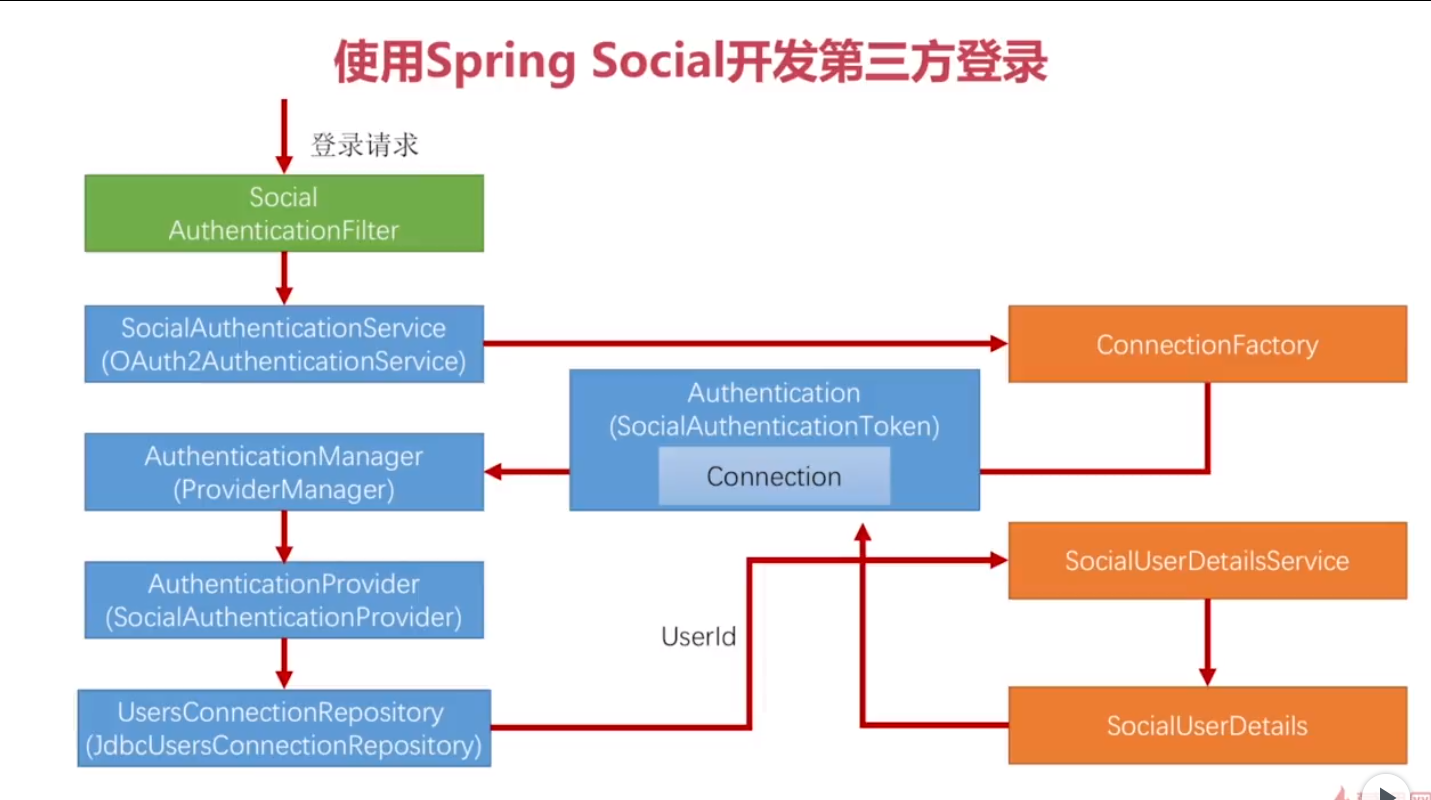 使用Spring Social开发第三方登录
登录请求
Social
AuthenticationFilter
SocialAuthenticationService
(OAuth2AuthenticationService)
ConnectionFactory
Authentication
(SocialAuthenticationToken)
Connection
AuthenticationManager
(ProviderManager)
SocialUserDetailsService
AuthenticationProvider
(SocialAuthenticationProvider)
UserId
UsersConnectionRepository
(JdbcUsersConnectionRepository)
SocialUserDetails